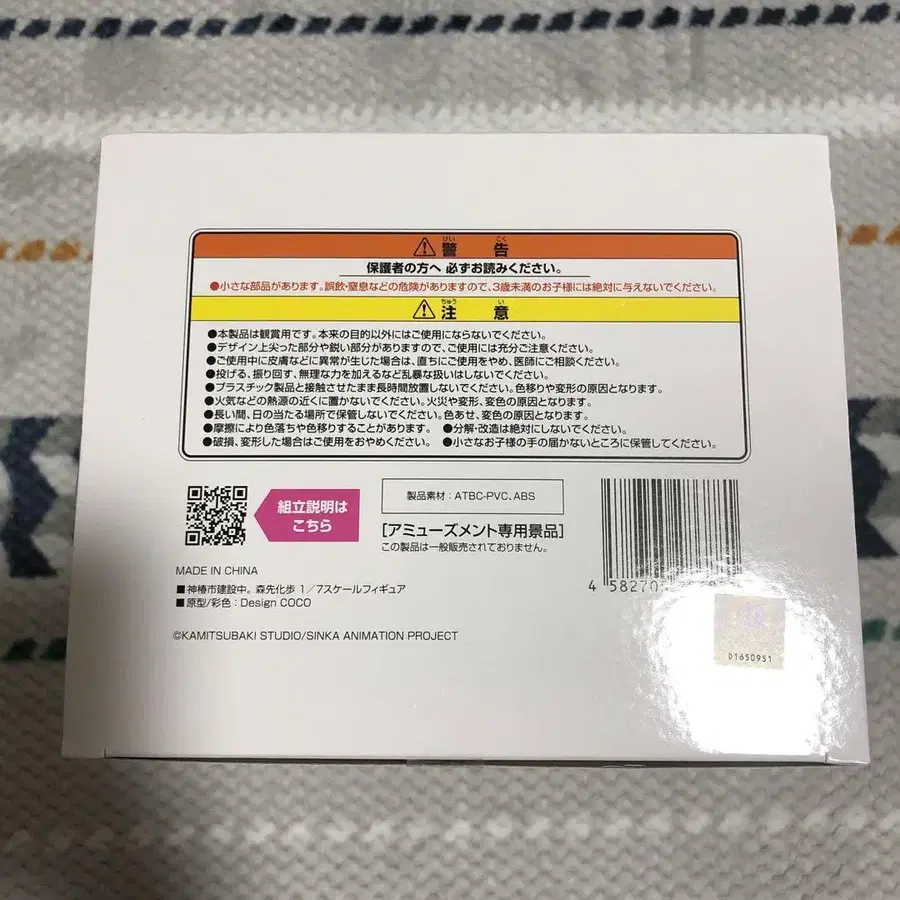 ⚠警告
けい こく
保護者の方へ 必ずお読みください。
●小さな部品があります。誤飲・窒息などの危険がありますので、3歳未満のお子様には絶対に与えないでください。
⚠注意
ちゅう い
●本製品は観賞用です。本来の目的以外にはご使用にならないでください。
●デザイン上尖った部分や鋭い部分がありますので、ご使用には充分ご注意ください。
●ご使用中に皮膚などに異常が生じた場合は、直ちにご使用をやめ、医師にご相談ください。
●投げる、振り回す、無理な力を加えるなど乱暴な扱いはしないでください。
●プラスチック製品と接触させたまま長時間放置しないでください。色移りや変形の原因となります。
●火気などの熱源の近くに置かないでください。火災や変形、変色の原因となります。
●長い間、日の当たる場所で保管しないでください。色あせ、変色の原因となります。
●摩擦により色落ちや色移りすることがあります。 ●分解・改造は絶対にしないでください。
●破損、変形した場合はご使用をおやめください。 ●小さなお子様の手の届かないところに保管してください。
組立説明は
こちら
製品素材：ATBC-PVC、ABS
[アミューズメント専用景品]
この製品は一般販売されておりません。
MADE IN CHINA
■神椿市建設中。森先化歩 1／7スケールフィギュア
■原型/彩色：Design COCO
©KAMITSUBAKI STUDIO/SINKA ANIMATION PROJECT
D1650951